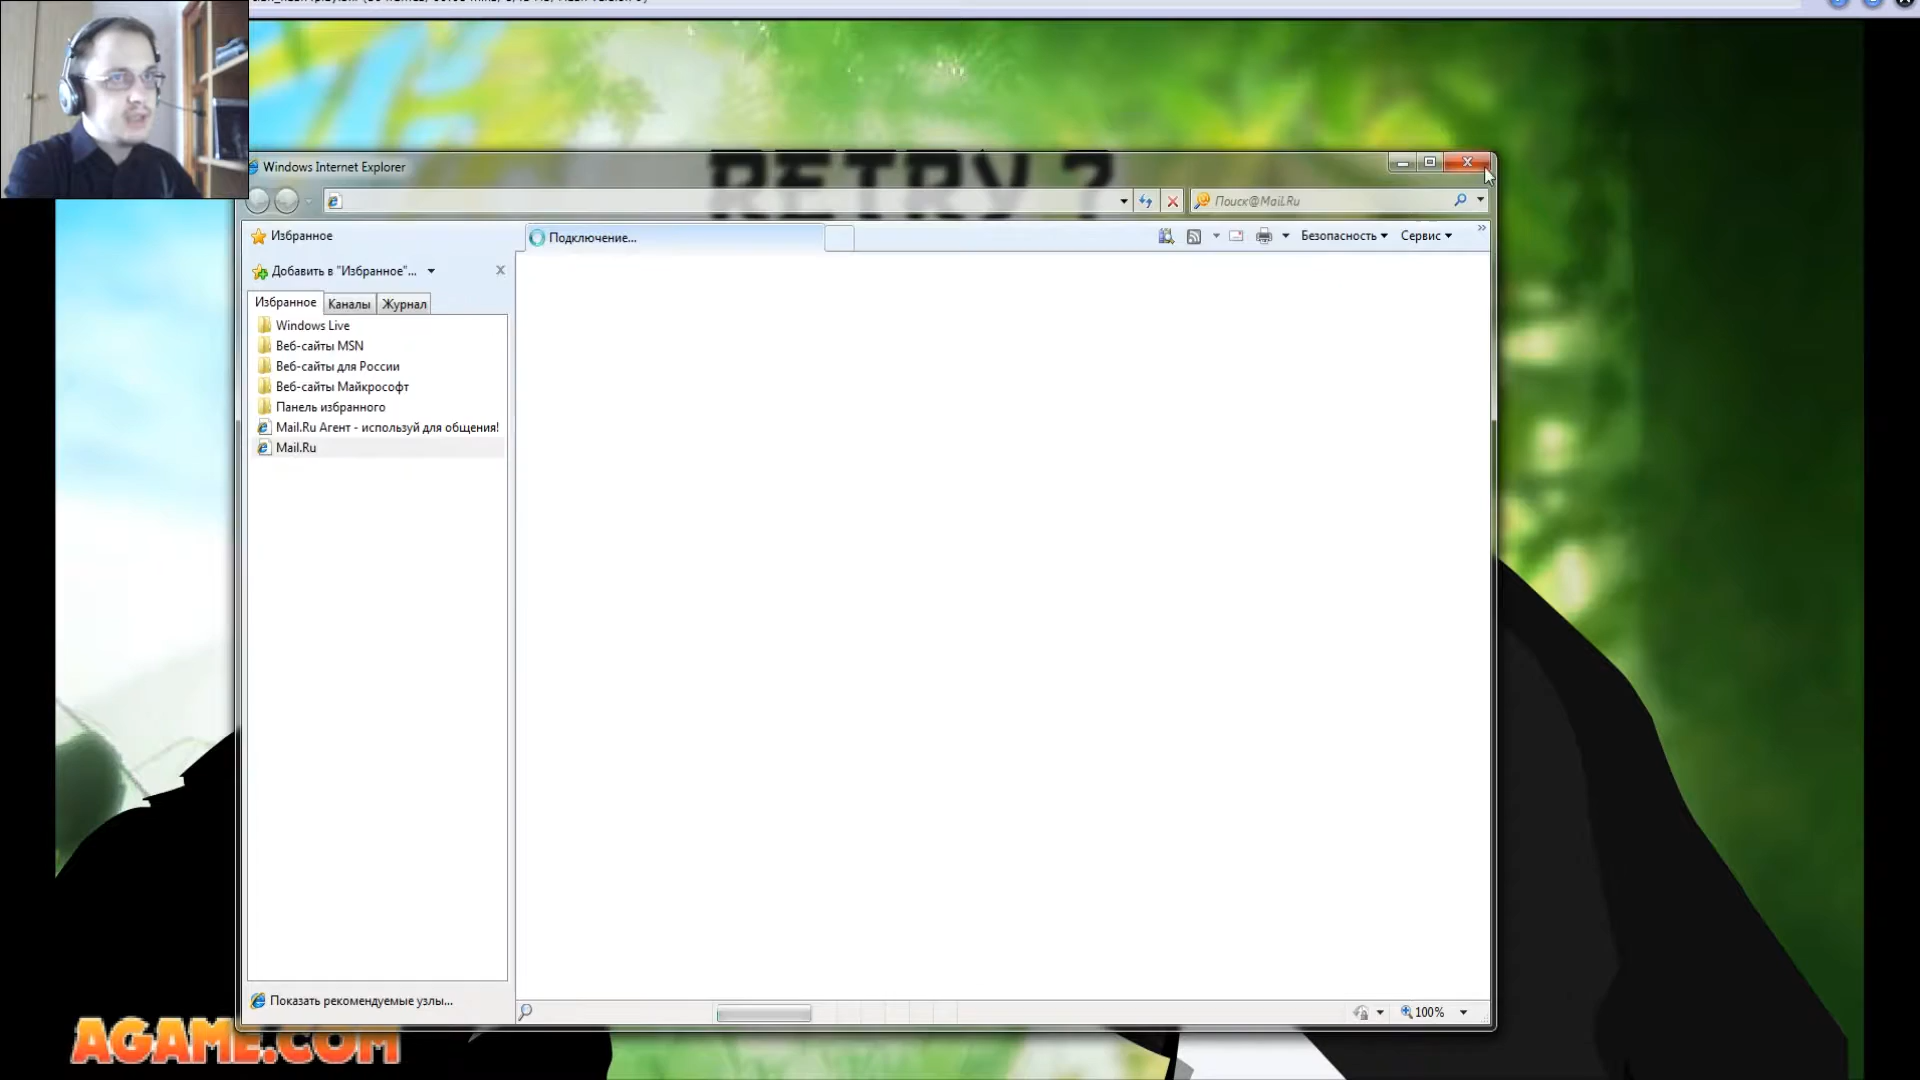 Windows Internet Explorer
RETRY ?
Поиск@Mail.Ru
Избранное
Подключение...
Безопасность
Сервис
Добавить в "Избранное"...
Избранное
Каналы
Журнал
Windows Live
Веб-сайты MSN
Веб-сайты для России
Веб-сайты Майкрософт
Панель избранного
Mail.Ru Агент - используй для общения!
Mail.Ru
Показать рекомендуемые узлы...
100%
AGAME.COM